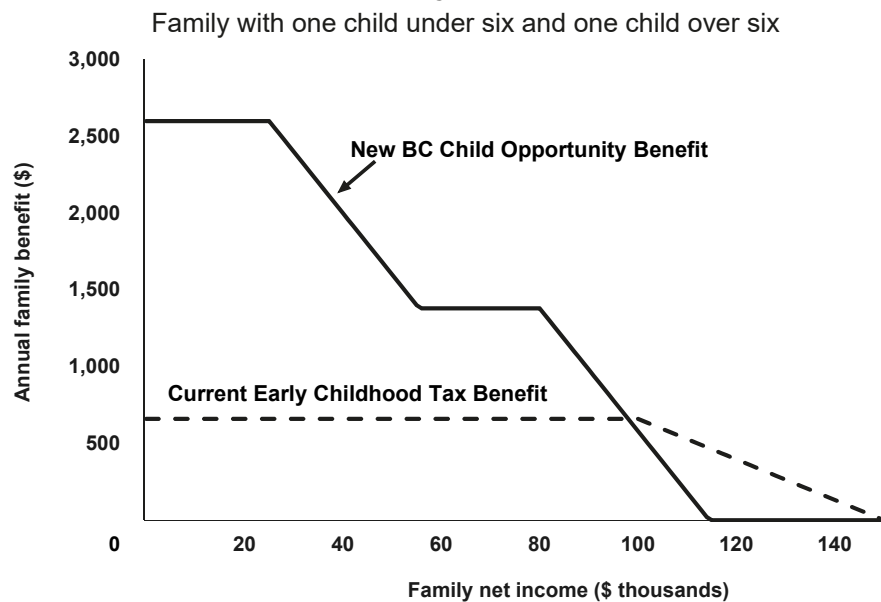 Family with one child under six and one child over six
3,000
2,500
2,000
1,500
1,000
500
Annual family benefit ($)
New BC Child Opportunity Benefit
Current Early Childhood Tax Benefit
0 20 40 60 80 100 120 140
Family net income ($ thousands)